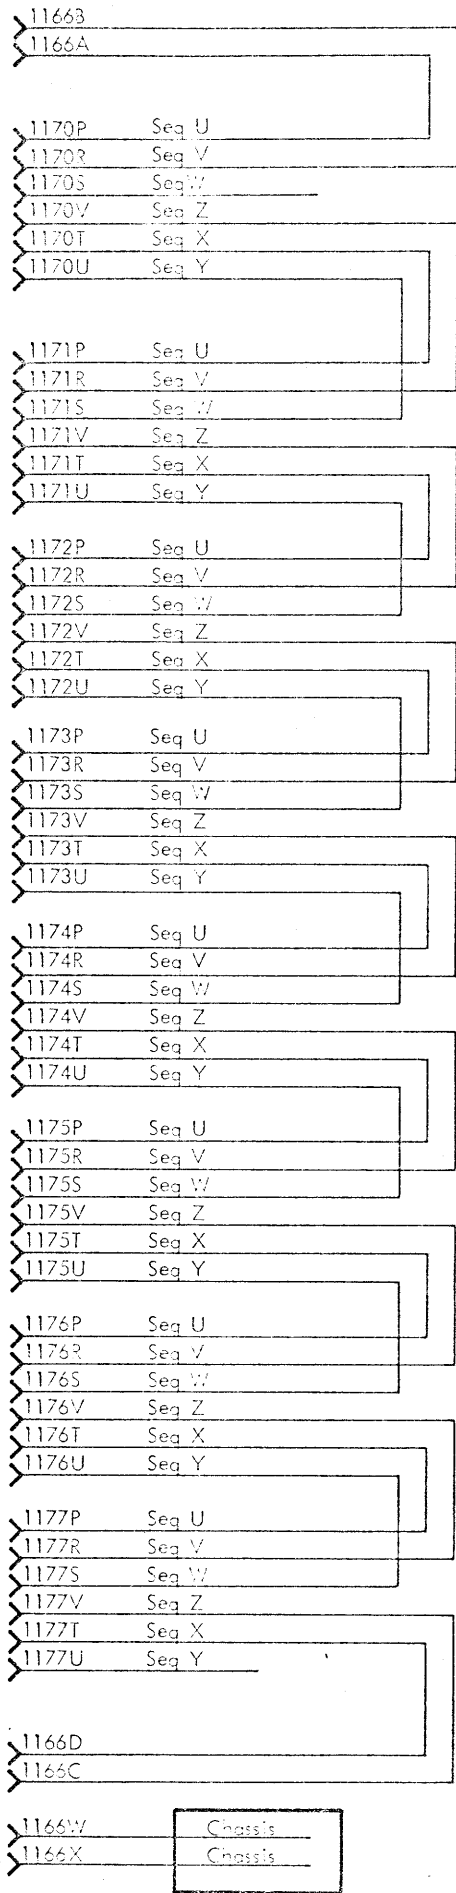 1166B
1166A
1170P Seq U
1170R Seq V
1170S Seq W
1170V Seq Z
1170T Seq X
1170U Seq Y
1171P Seq U
1171R Seq V
1171S Seq W
1171V Seq Z
1171T Seq X
1171U Seq Y
1172P Seq U
1172R Seq V
1172S Seq W
1172V Seq Z
1172T Seq X
1172U Seq Y
1173P Seq U
1173R Seq V
1173S Seq W
1173V Seq Z
1173T Seq X
1173U Seq Y
1174P Seq U
1174R Seq V
1174S Seq W
1174V Seq Z
1174T Seq X
1174U Seq Y
1175P Seq U
1175R Seq V
1175S Seq W
1175V Seq Z
1175T Seq X
1175U Seq Y
1176P Seq U
1176R Seq V
1176S Seq W
1176V Seq Z
1176T Seq X
1176U Seq Y
1177P Seq U
1177R Seq V
1177S Seq W
1177V Seq Z
1177T Seq X
1177U Seq Y
1166D
1166C
1166W Chassis
1166X Chassis